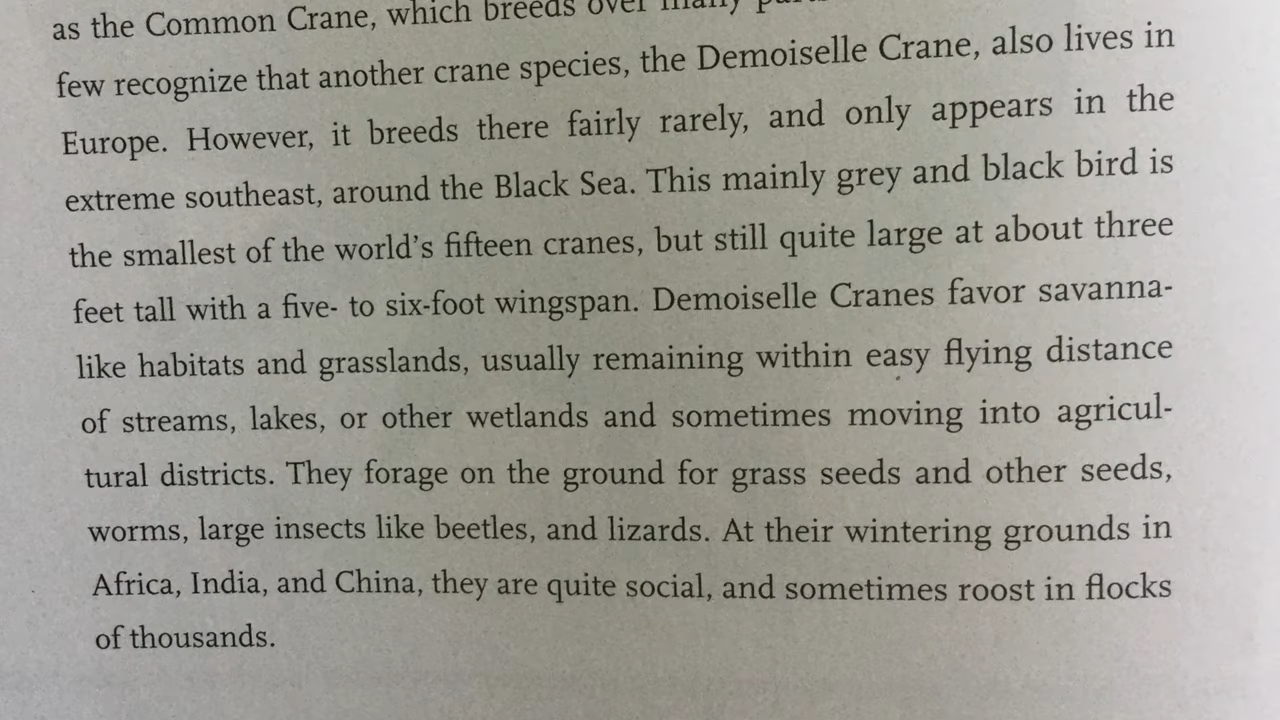 as the Common Crane, which breeds over many
few recognize that another crane species, the Demoiselle Crane, also lives in
Europe. However, it breeds there fairly rarely, and only appears in the
extreme southeast, around the Black Sea. This mainly grey and black bird is
the smallest of the world's fifteen cranes, but still quite large at about three
feet tall with a five- to six-foot wingspan. Demoiselle Cranes favor savanna-
like habitats and grasslands, usually remaining within easy flying distance
of streams, lakes, or other wetlands and sometimes moving into agricul-
tural districts. They forage on the ground for grass seeds and other seeds,
worms, large insects like beetles, and lizards. At their wintering grounds in
Africa, India, and China, they are quite social, and sometimes roost in flocks
of thousands.